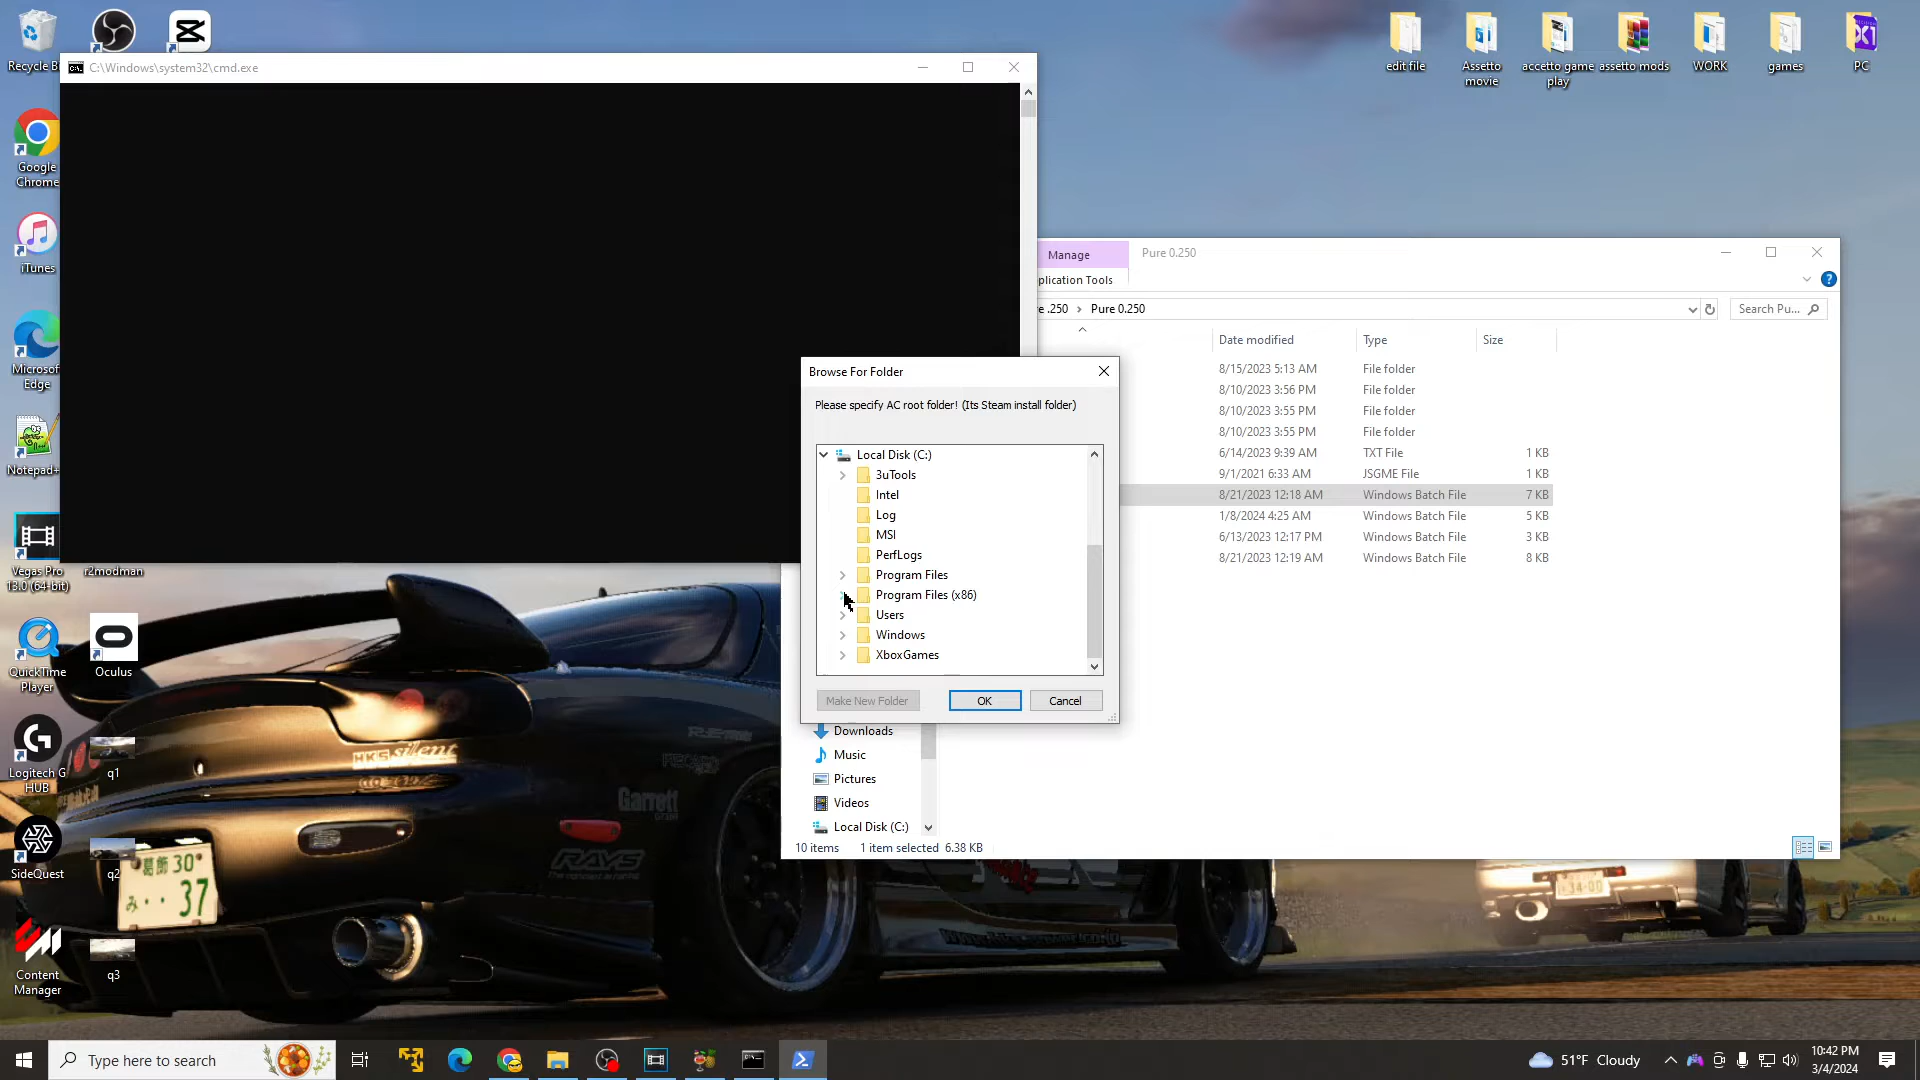 Recycle B
C:\Windows\system32\cmd.exe
edit file
Assetto
movie
accetto game
play
assetto mods
WORK
games
PC
Google
Chrome
iTunes
Microsof
Edge
Notepad+
Vegas Pro
13.0 (64-bit)
r2modman
QuickTime
Player
Oculus
Logitech G
HUB
q1
SideQuest
q2
Content
Manager
q3
Manage
Pure 0.250
plication Tools
re .250 > Pure 0.250
Search Pu...
Date modified
Type
Size
8/15/2023 5:13 AM File folder
8/10/2023 3:56 PM File folder
8/10/2023 3:55 PM File folder
8/10/2023 3:55 PM File folder
6/14/2023 9:39 AM TXT File 1 KB
9/1/2021 6:33 AM JSGME File 1 KB
8/21/2023 12:18 AM Windows Batch File 7 KB
1/8/2024 4:25 AM Windows Batch File 5 KB
6/13/2023 12:17 PM Windows Batch File 3 KB
8/21/2023 12:19 AM Windows Batch File 8 KB
Browse For Folder
Please specify AC root folder! (Its Steam install folder)
Local Disk (C:)
3uTools
Intel
Log
MSI
PerfLogs
Program Files
Program Files (x86)
Users
Windows
XboxGames
Make New Folder
OK
Cancel
Downloads
Music
Pictures
Videos
Local Disk (C:)
10 items 1 item selected 6.38 KB
HKS silent
Garrett
RAYS
葛飾 30
み ・・37
34-00
Type here to search
51°F Cloudy
10:42 PM
3/4/2024